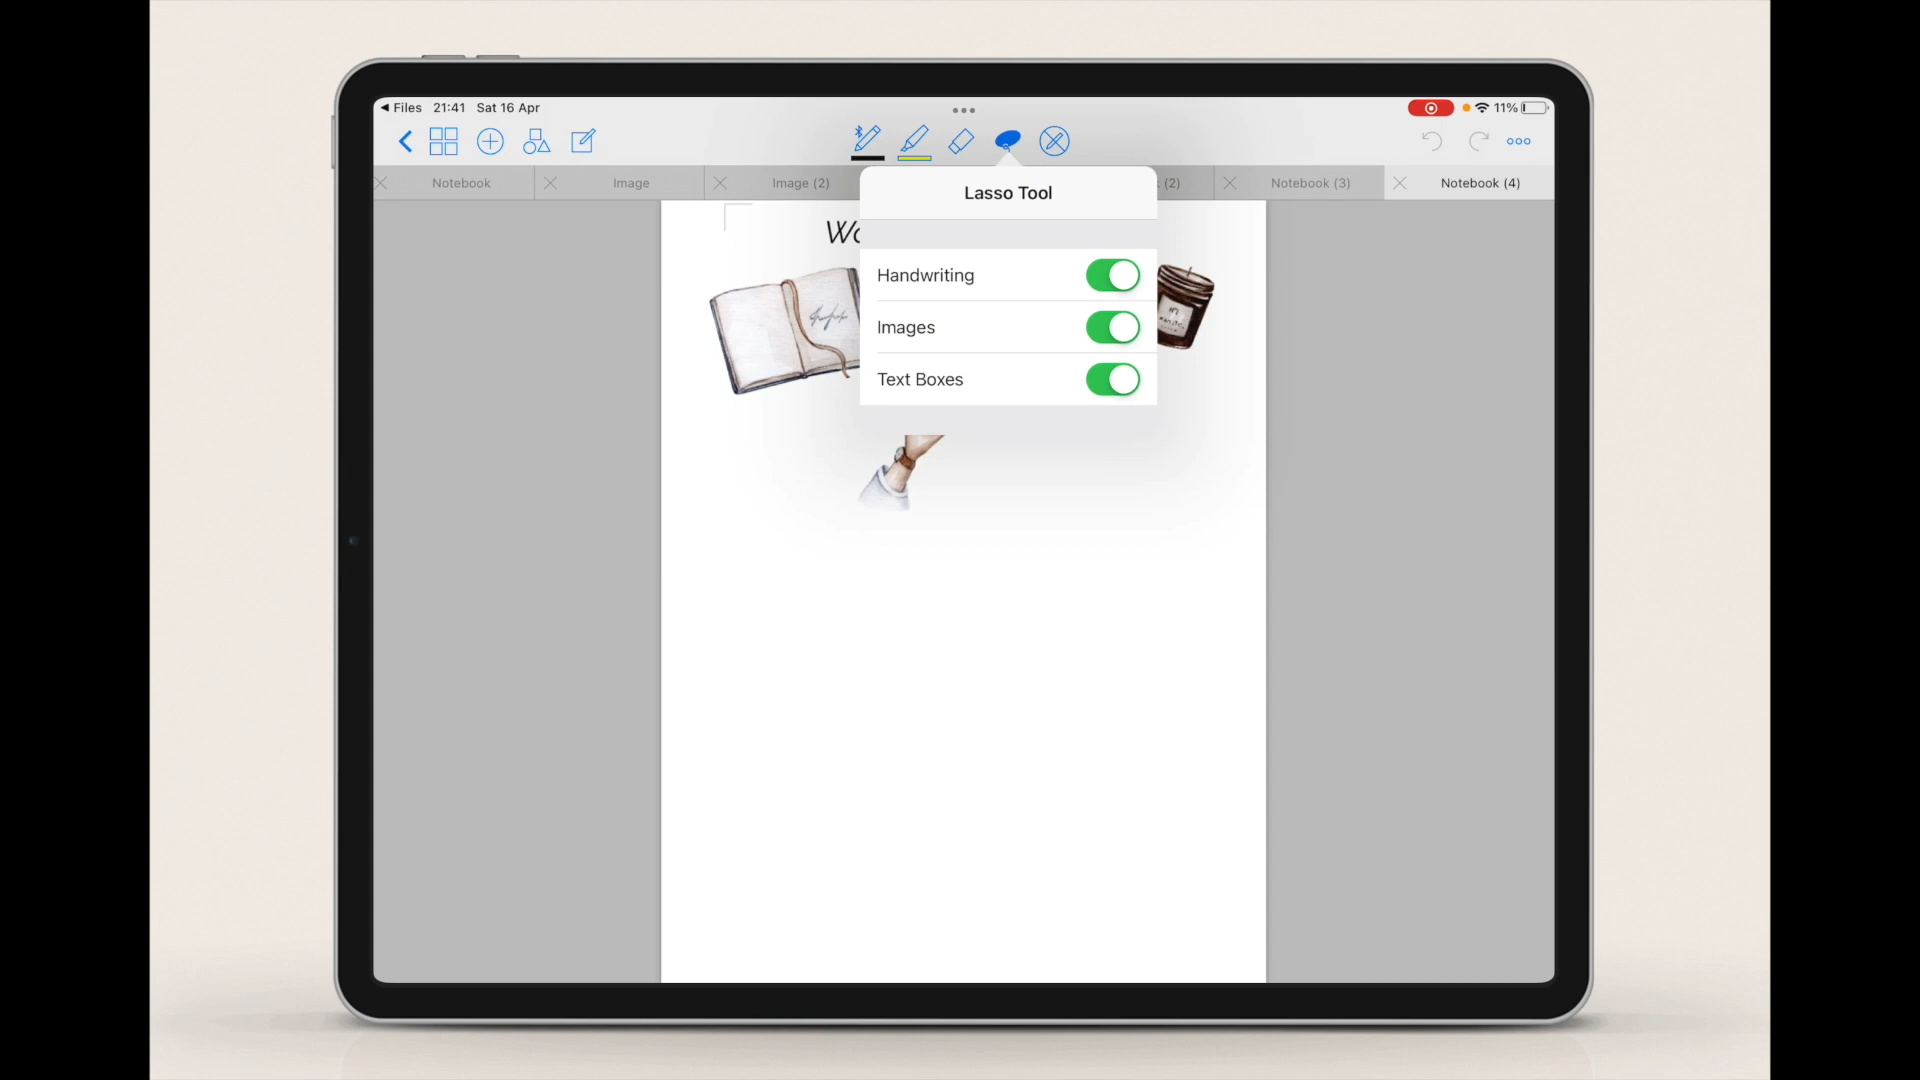 Files 21:41 Sat 16 Apr
11%
Notebook
Image
Image (2)
(2)
Notebook (3)
Notebook (4)
Lasso Tool
Handwriting
Images
Text Boxes